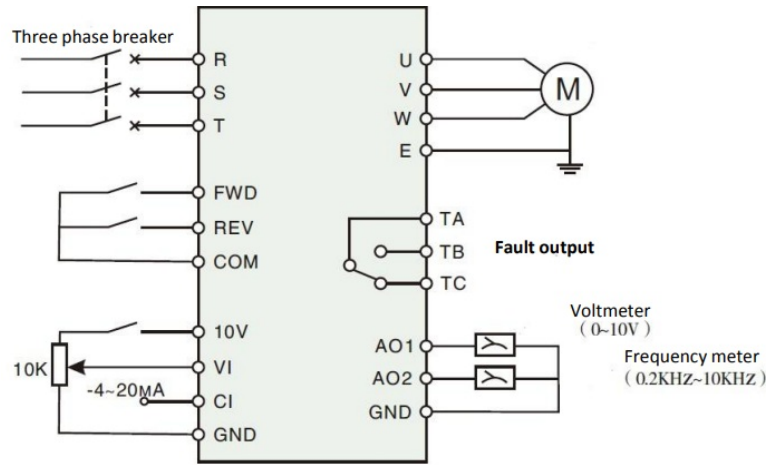 Three phase breaker
R
S
T
FWD
REV
COM
10V
10K
VI
-4~20MA
CI
GND
U
V
W
E
M
TA
TB
TC
Fault output
Voltmeter
( 0~10V )
AO1
AO2
GND
Frequency meter
( 0.2KHZ~10KHZ )